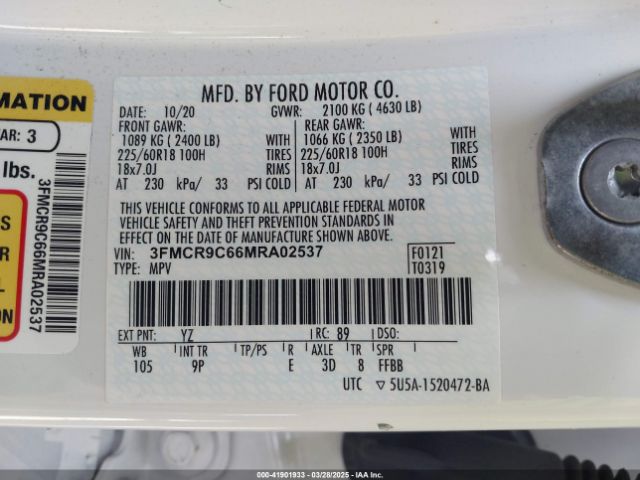 MATION
AR: 3
lbs.
S
R
L
ON
3FMCR9C66MRA02537
MFD. BY FORD MOTOR CO.
DATE: 10/20 GVWR: 2100 KG ( 4630 LB)
FRONT GAWR: REAR GAWR:
1089 KG ( 2400 LB) WITH 1066 KG ( 2350 LB) WITH
225/60R18 100H TIRES 225/60R18 100H TIRES
18x7.0J RIMS 18x7.0J RIMS
AT 230 kPa/ 33 PSI COLD AT 230 kPa/ 33 PSI COLD
THIS VEHICLE CONFORMS TO ALL APPLICABLE FEDERAL MOTOR
VEHICLE SAFETY AND THEFT PREVENTION STANDARDS IN
EFFECT ON THE DATE OF MANUFACTURE SHOWN ABOVE.
VIN: 3FMCR9C66MRA02537 F0121
TYPE: MPV T0319
EXT PNT: YZ RC: 89 DSO:
WB INT TR TP/PS R AXLE TR SPR
105 9P E 3D 8 FFBB
UTC ▽ 5U5A-1520472-BA
000-41901933 | 03/28/2025 | IAAI.COM